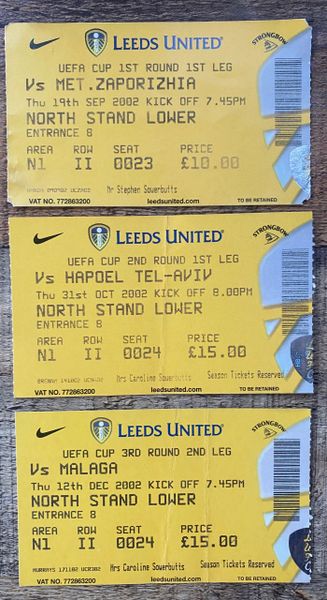 LEEDS UNITED
STRONGBOW
UEFA CUP 1ST ROUND 1ST LEG
Vs MET.ZAPORIZHIA
Thu 19th SEP 2002 KICK OFF 7.45PM
NORTH STAND LOWER
ENTRANCE 8
AREA ROW SEAT PRICE
N1 II 0023 £10.00
Mr Stephen Sowerbutts
VAT NO. 772863200 leedsunited.com TO BE RETAINED
LEEDS UNITED
STRONGBOW
UEFA CUP 2ND ROUND 1ST LEG
Vs HAPOEL TEL-AVIV
Thu 31st OCT 2002 KICK OFF 8.00PM
NORTH STAND LOWER
ENTRANCE 8
AREA ROW SEAT PRICE
N1 II 0024 £15.00
Mrs Caroline Sowerbutts Season Tickets Reserved
VAT NO. 772863200 leedsunited.com TO BE RETAINED
LEEDS UNITED
STRONGBOW
UEFA CUP 3RD ROUND 2ND LEG
Vs MALAGA
Thu 12th DEC 2002 KICK OFF 7.45PM
NORTH STAND LOWER
ENTRANCE 8
AREA ROW SEAT PRICE
N1 II 0024 £15.00
Mrs Caroline Sowerbutts Season Tickets Reserved
VAT NO. 772863200 leedsunited.com TO BE RETAINED